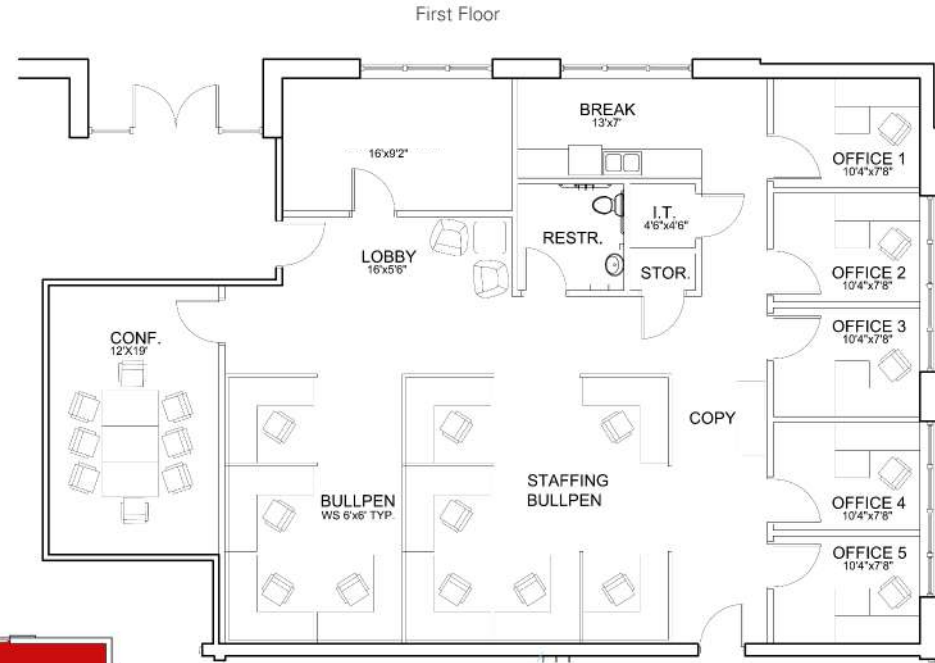 First Floor
BREAK
13'x7'
16'x9'2"
OFFICE 1
10'4"x7'8"
I.T.
4'6"x4'6"
RESTR.
LOBBY
16'x5'6"
STOR.
OFFICE 2
10'4"x7'8"
CONF.
12'X19'
OFFICE 3
10'4"x7'8"
COPY
STAFFING
BULLPEN
BULLPEN
WS 6'x6' TYP.
OFFICE 4
10'4"x7'8"
OFFICE 5
10'4"x7'8"